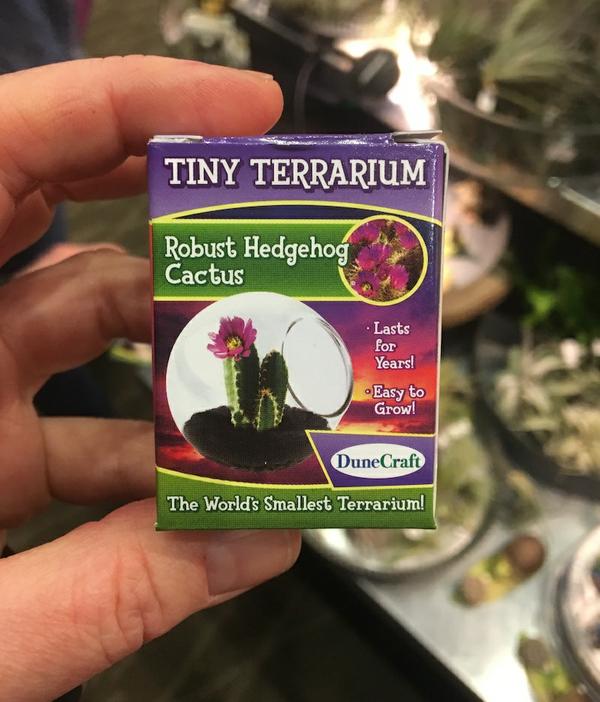 TINY TERRARIUM
Robust Hedgehog
Cactus
· Lasts
for
Years!
· Easy to
Grow!
DuneCraft
The World's Smallest Terrarium!